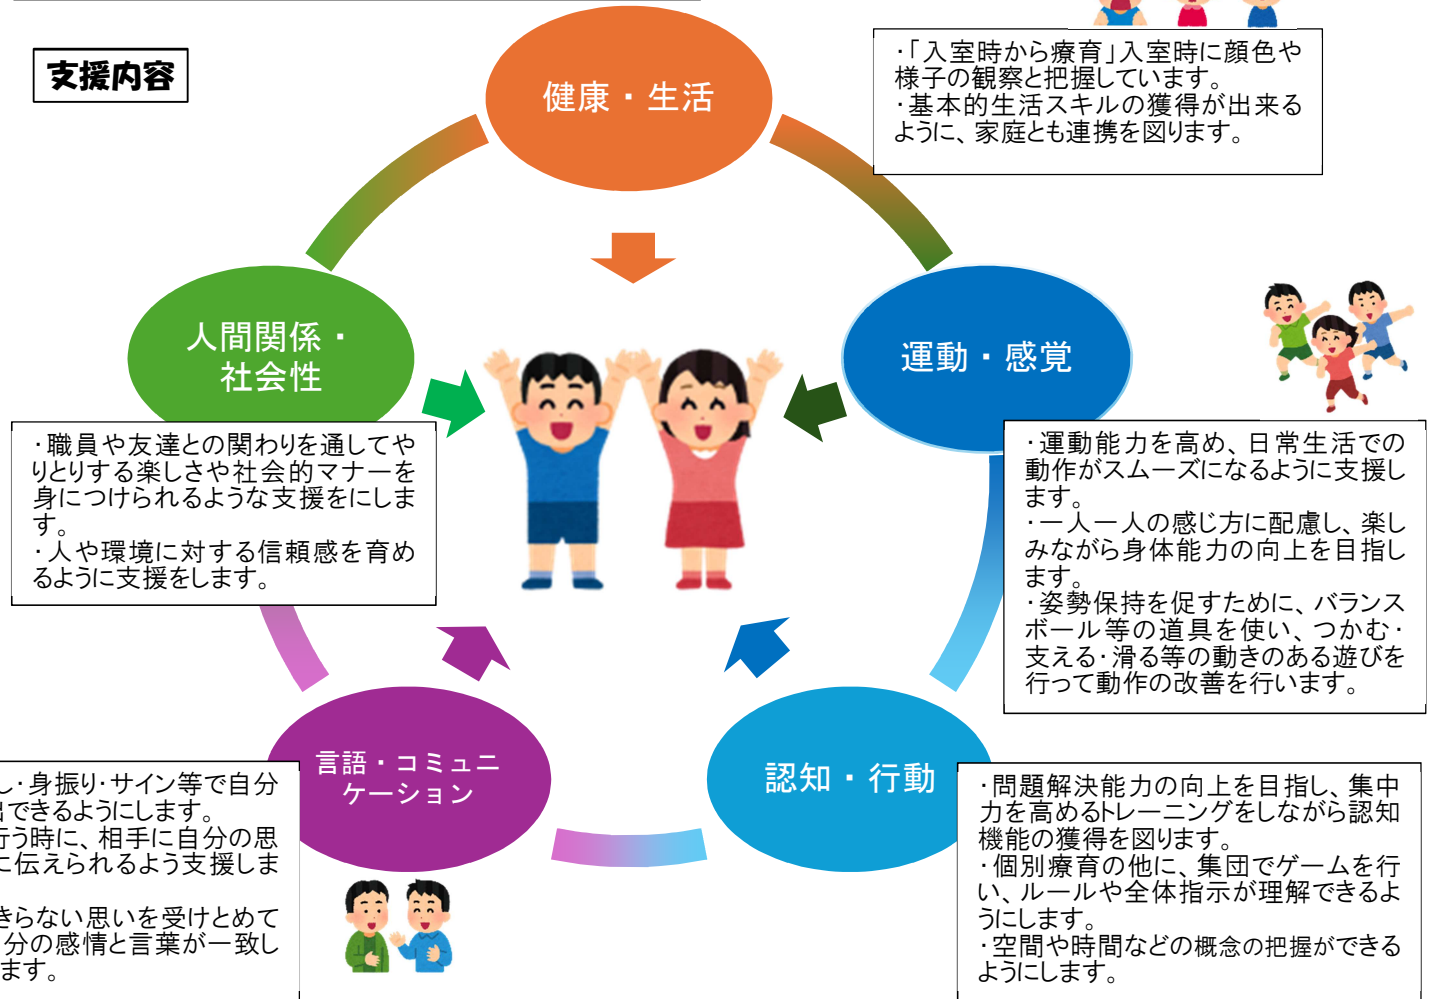 支援内容
健康・生活
・「入室時から療育」入室時に顔色や
様子の観察と把握しています。
・基本的生活スキルの獲得が出来る
ように、家庭とも連携を図ります。
人間関係・
社会性
運動・感覚
・職員や友達との関わりを通してや
りとりする楽しさや社会的マナーを
身につけられるような支援をにしま
す。
・人や環境に対する信頼感を育め
るように支援をします。
・運動能力を高め、日常生活での
動作がスムーズになるように支援し
ます。
・一人一人の感じ方に配慮し、楽し
みながら身体能力の向上を目指し
ます。
・姿勢保持を促すために、バランス
ボール等の道具を使い、つかむ・
支える・滑る等の動きのある遊びを
行って動作の改善を行います。
言語・コミュニ
ケーション
認知・行動
し・身振り・サイン等で自分
出できるようにします。
行う時に、相手に自分の思
に伝えられるよう支援しま
きらない思いを受けとめて
分の感情と言葉が一致し
ます。
・問題解決能力の向上を目指し、集中
力を高めるトレーニングをしながら認知
機能の獲得を図ります。
・個別療育の他に、集団でゲームを行
い、ルールや全体指示が理解できるよ
うにします。
・空間や時間などの概念の把握ができる
ようにします。